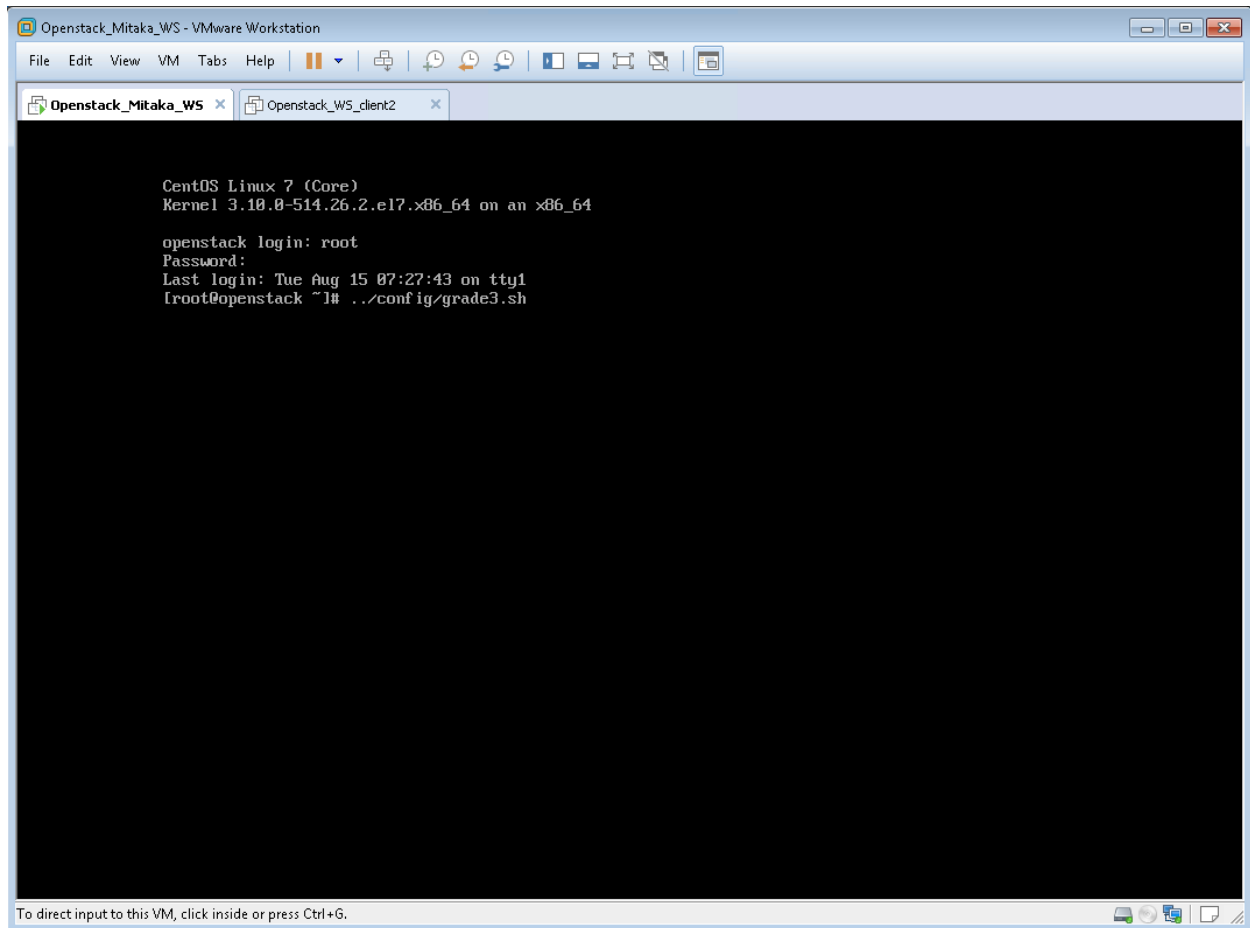 Openstack_Mitaka_WS - VMware Workstation
File Edit View VM Tabs Help
Openstack_Mitaka_WS Openstack_WS_client2
CentOS Linux 7 (Core)
Kernel 3.10.0-514.26.2.el7.x86_64 on an x86_64
openstack login: root
Password:
Last login: Tue Aug 15 07:27:43 on tty1
[root@openstack ~]# ../config/grade3.sh
To direct input to this VM, click inside or press Ctrl+G.